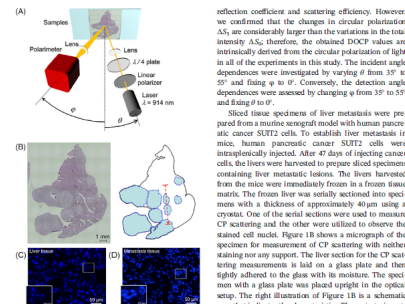 (A)
Samples
Lens
Lens
Polarimeter
λ/4 plate
Linear
polarizer
Laser
λ = 914 nm
φ
θ
(B)
1 mm
(C) Liver tissue
50 μm
(D) Metastasis tissue
50 μm
reflection coefficient and scattering efficiency. However,
we confirmed that the changes in circular polarization
ΔS₃ are considerably larger than the variations in the total
intensity ΔS₀; therefore, the obtained DOCP values are
intrinsically derived from the circular polarization of light
in all of the experiments in this study. The incident angle
dependences were investigated by varying θ from 35° to
55° and fixing φ to 0°. Conversely, the detection angle
dependences were assessed by changing φ from 35° to 55°
and fixing θ to 0°.
Sliced tissue specimens of liver metastasis were pre-
pared from a murine xenograft model with human pancre-
atic cancer SUIT2 cells. To establish liver metastasis in
mice, human pancreatic cancer SUIT2 cells were
intrasplenically injected. After 47 days of injecting cancer
cells, the livers were harvested to prepare sliced specimens
containing liver metastatic lesions. The livers harvested
from the mice were immediately frozen in a frozen tissue
matrix. The frozen liver was serially sectioned into speci-
mens with a thickness of approximately 40 μm using a
cryostat. One of the serial sections were used to measure
CP scattering and the other were utilized to observe the
stained cell nuclei. Figure 1B shows a micrograph of the
specimen for measurement of CP scattering with neither
staining nor any support. The liver section for the CP scat-
tering measurements is laid on a glass plate and then
tightly adhered to the glass with its moisture. The speci-
men with a glass plate was placed upright in the optical
setup. The right illustration of Figure 1B is a schematic